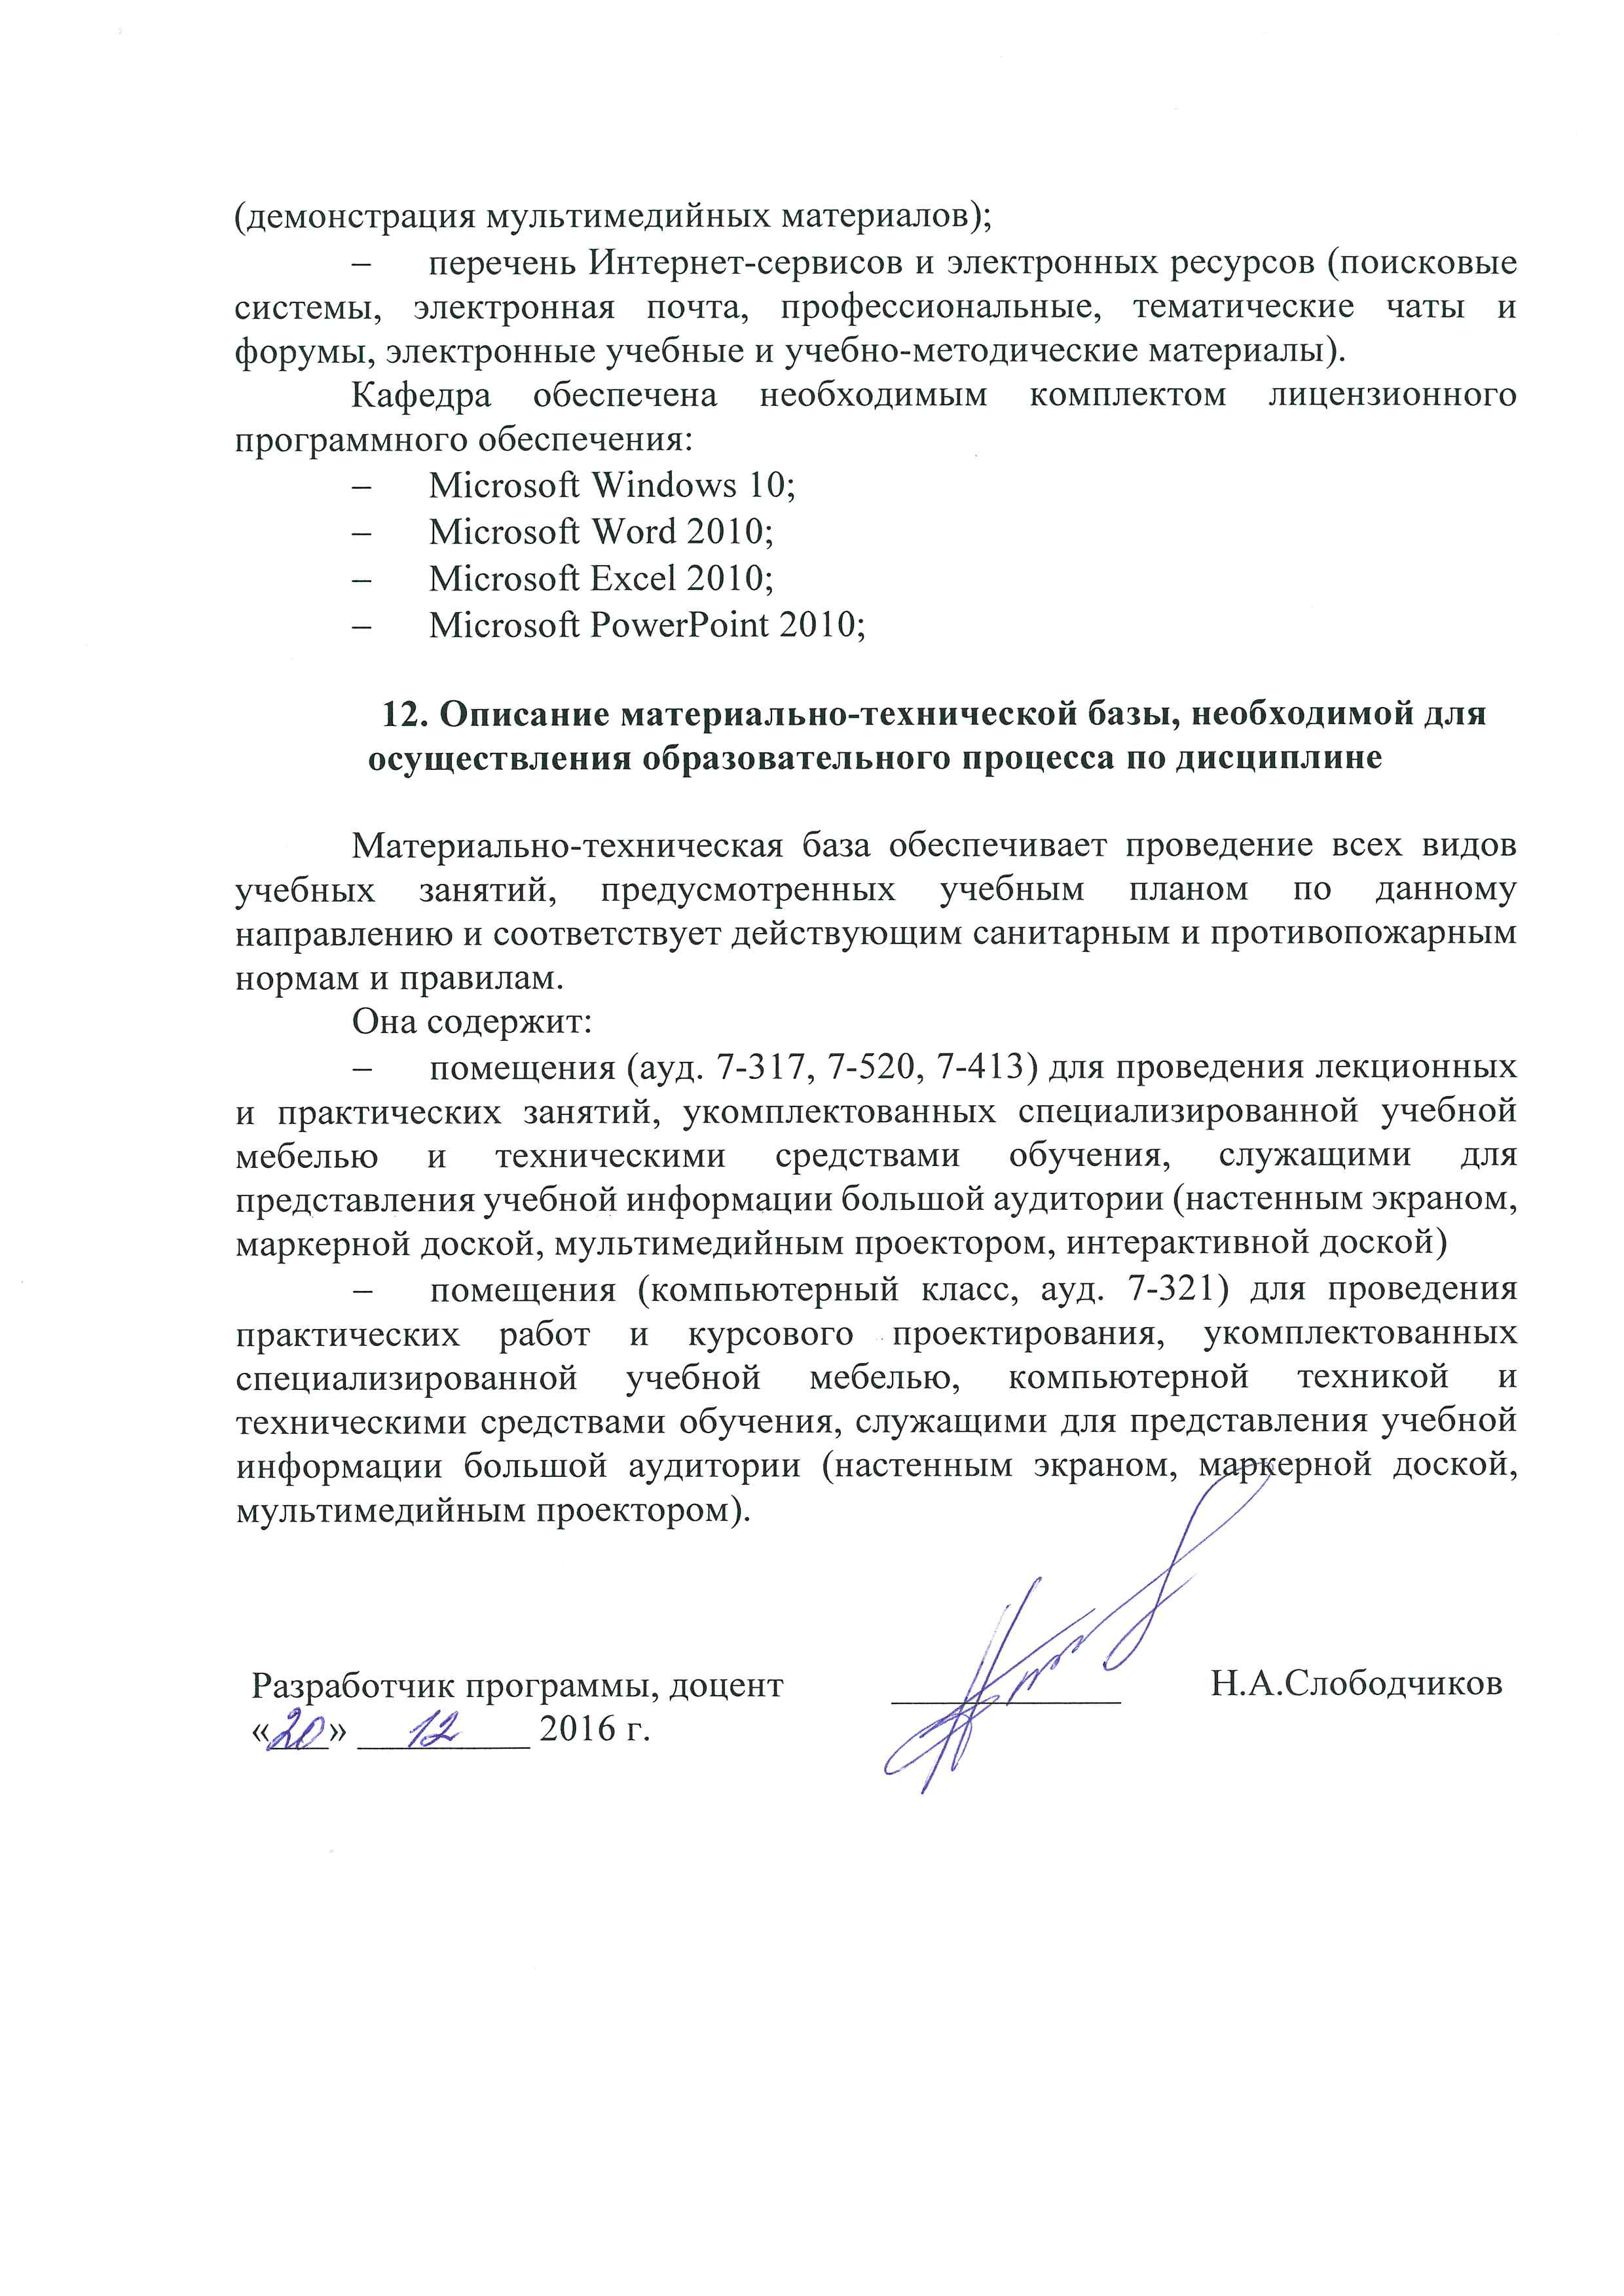 (демонстрация мультимедийных материалов);
– перечень Интернет-сервисов и электронных ресурсов (поисковые
системы, электронная почта, профессиональные, тематические чаты и
форумы, электронные учебные и учебно-методические материалы).
Кафедра обеспечена необходимым комплектом лицензионного
программного обеспечения:
– Microsoft Windows 10;
– Microsoft Word 2010;
– Microsoft Excel 2010;
– Microsoft PowerPoint 2010;
12. Описание материально-технической базы, необходимой для
осуществления образовательного процесса по дисциплине
Материально-техническая база обеспечивает проведение всех видов
учебных занятий, предусмотренных учебным планом по данному
направлению и соответствует действующим санитарным и противопожарным
нормам и правилам.
Она содержит:
– помещения (ауд. 7-317, 7-520, 7-413) для проведения лекционных
и практических занятий, укомплектованных специализированной учебной
мебелью и техническими средствами обучения, служащими для
представления учебной информации большой аудитории (настенным экраном,
маркерной доской, мультимедийным проектором, интерактивной доской)
– помещения (компьютерный класс, ауд. 7-321) для проведения
практических работ и курсового проектирования, укомплектованных
специализированной учебной мебелью, компьютерной техникой и
техническими средствами обучения, служащими для представления учебной
информации большой аудитории (настенным экраном, маркерной доской,
мультимедийным проектором).
Разработчик программы, доцент ____________ Н.А.Слободчиков
«20» 12 2016 г.